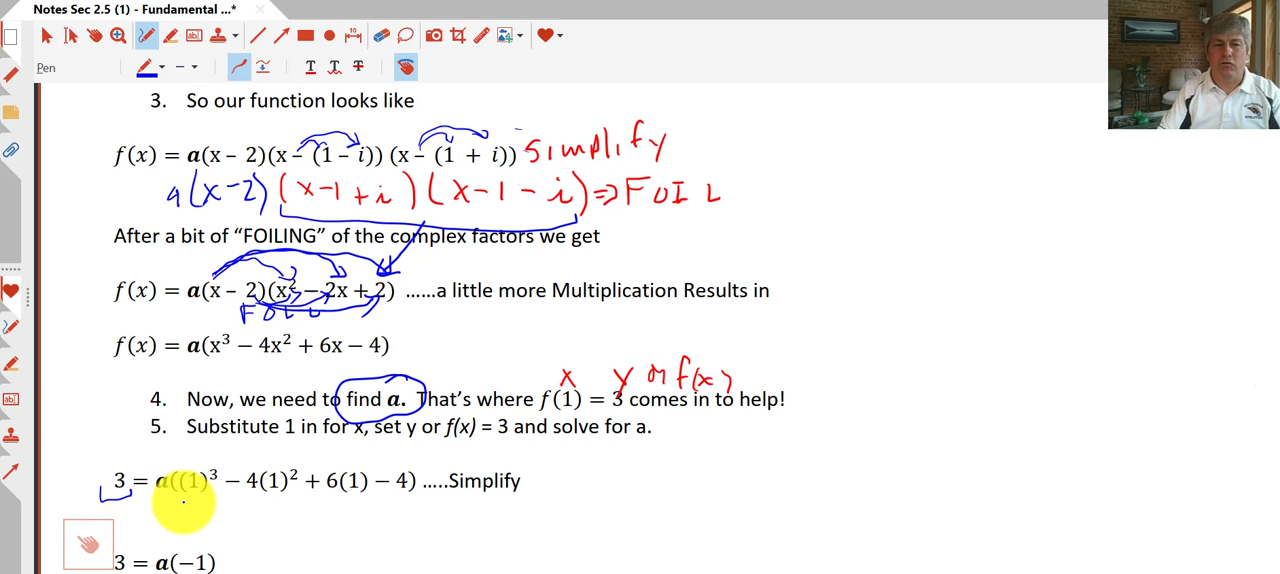 Notes Sec 2.5 (1) - Fundamental ...*
Pen
3. So our function looks like
f(x) = a(x − 2)(x − (1 − i)) (x − (1 + i)) Simplify
a(x−2) (x−1+i) (x−1−i) ⇒ FOIL
After a bit of “FOILING” of the complex factors we get
f(x) = a(x − 2)(x² − 2x + 2) ......a little more Multiplication Results in
FOIL
f(x) = a(x³ − 4x² + 6x − 4)
x y or f(x)
4. Now, we need to find a. That’s where f(1) = 3 comes in to help!
5. Substitute 1 in for x, set y or f(x) = 3 and solve for a.
3 = a((1)³ − 4(1)² + 6(1) − 4) .....Simplify
3 = a(−1)